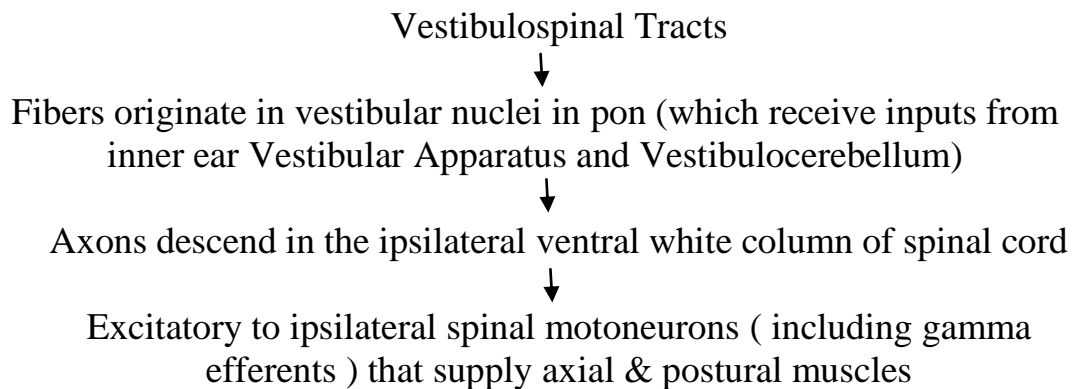 Vestibulospinal Tracts
Fibers originate in vestibular nuclei in pon (which receive inputs from
inner ear Vestibular Apparatus and Vestibulocerebellum)
Axons descend in the ipsilateral ventral white column of spinal cord
Excitatory to ipsilateral spinal motoneurons ( including gamma
efferents ) that supply axial & postural muscles